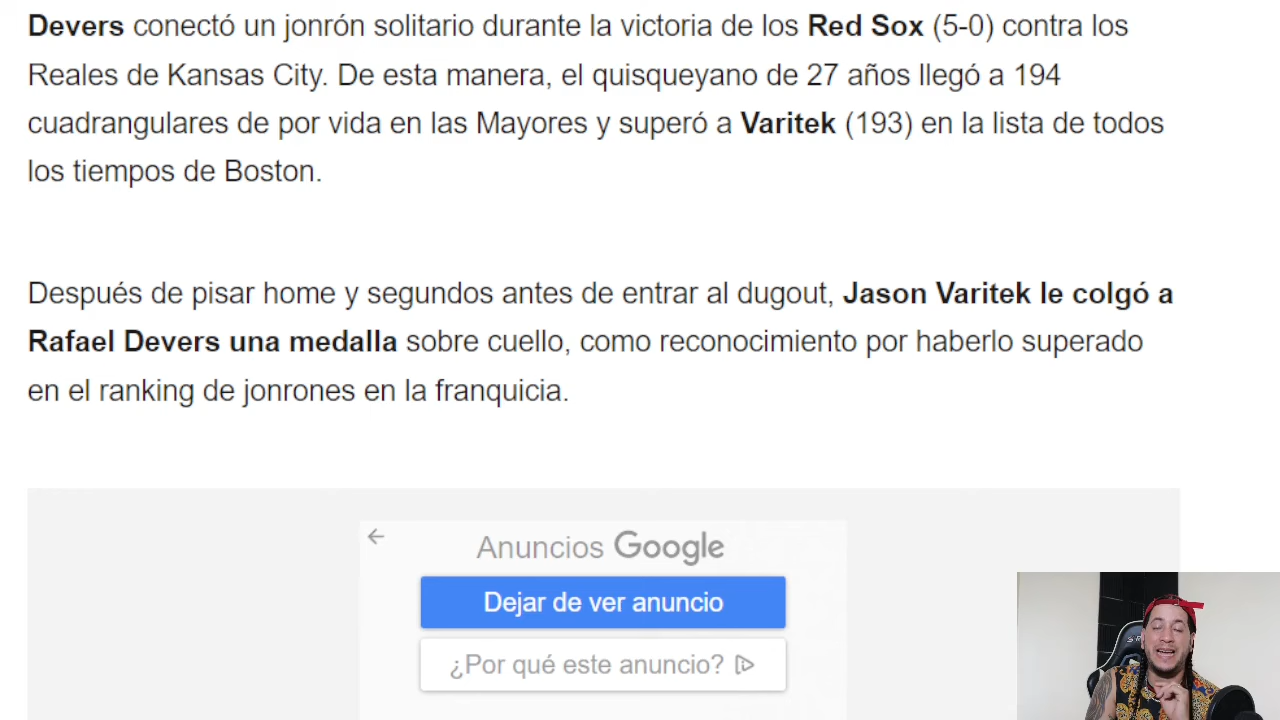 Devers conectó un jonrón solitario durante la victoria de los Red Sox (5-0) contra los
Reales de Kansas City. De esta manera, el quisqueyano de 27 años llegó a 194
cuadrangulares de por vida en las Mayores y superó a Varitek (193) en la lista de todos
los tiempos de Boston.
Después de pisar home y segundos antes de entrar al dugout, Jason Varitek le colgó a
Rafael Devers una medalla sobre cuello, como reconocimiento por haberlo superado
en el ranking de jonrones en la franquicia.
Anuncios Google
Dejar de ver anuncio
¿Por qué este anuncio?